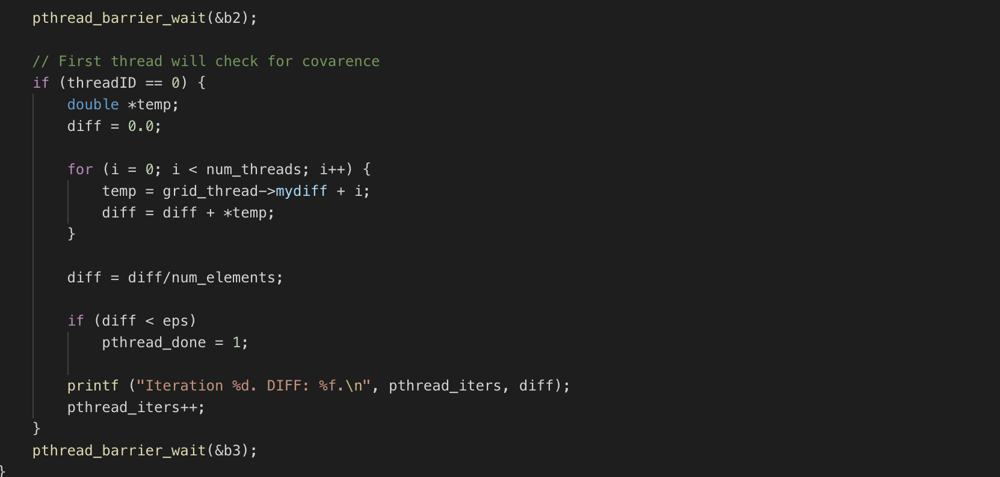 pthread_barrier_wait(&b2);
// First thread will check for covarence
if (threadID == 0) {
double *temp;
diff = 0.0;
for (i = 0; i < num_threads; i++) {
temp = grid_thread->mydiff + i;
diff = diff + *temp;
}
diff = diff/num_elements;
if (diff < eps)
pthread_done = 1;
printf ("Iteration %d. DIFF: %f.\n", pthread_iters, diff);
pthread_iters++;
}
pthread_barrier_wait(&b3);
}